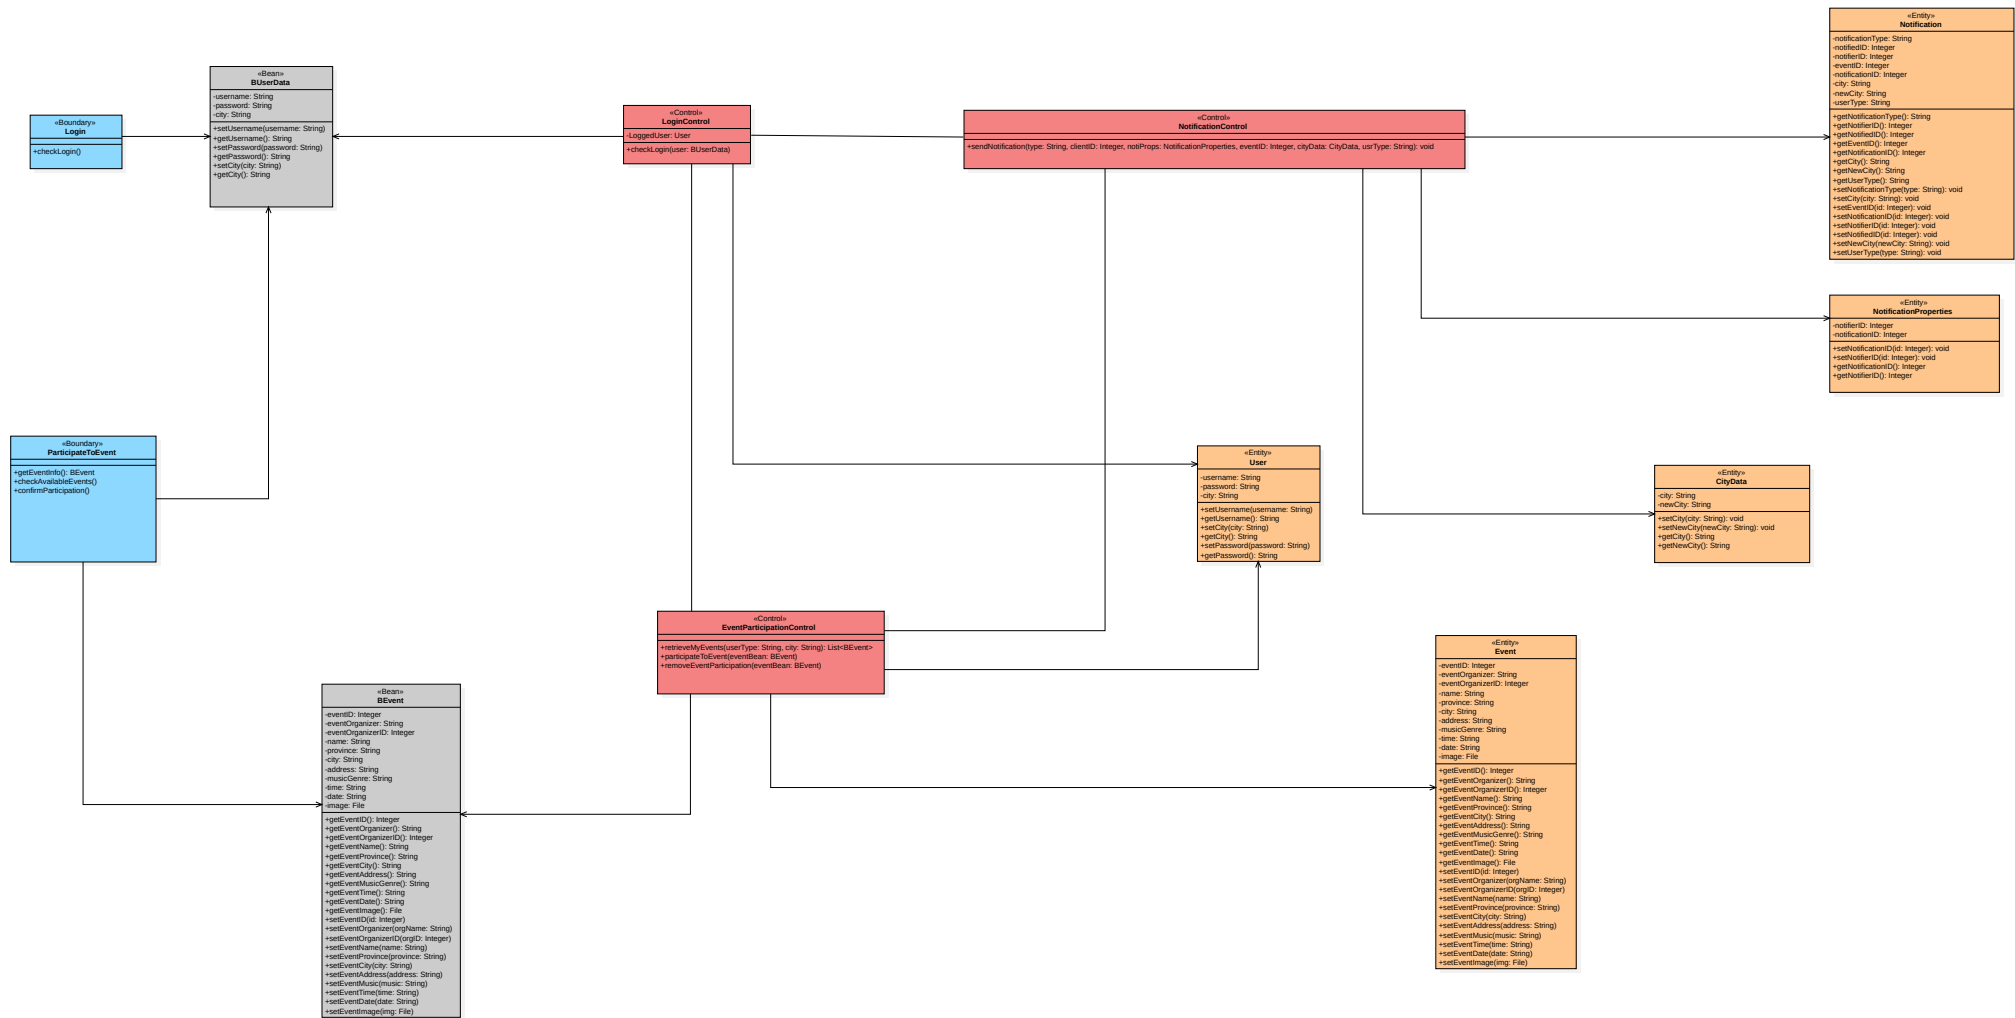 «Entity»
Notification
-notificationType: String
-notifiedID: Integer
-notifierID: Integer
-eventID: Integer
-notificationID: Integer
-city: String
-newCity: String
-userType: String
+getNotificationType(): String
+getNotifierID(): Integer
+getNotifiedID(): Integer
+getEventID(): Integer
+getNotificationID(): Integer
+getCity(): String
+getNewCity(): String
+getUserType(): String
+setNotificationType(type: String): void
+setCity(city: String): void
+setEventID(id: Integer): void
+setNotificationID(id: Integer): void
+setNotifierID(id: Integer): void
+setNotifiedID(id: Integer): void
+setNewCity(newCity: String): void
+setUserType(type: String): void
«Bean»
BUserData
-username: String
-password: String
-city: String
+setUsername(username: String)
+getUsername(): String
+setPassword(password: String)
+getPassword(): String
+setCity(city: String)
+getCity(): String
«Boundary»
Login
+checkLogin()
«Control»
LoginControl
-LoggedUser: User
+checkLogin(user: BUserData)
«Control»
NotificationControl
+sendNotification(type: String, clientID: Integer, notiProps: NotificationProperties, eventID: Integer, cityData: CityData, usrType: String): void
«Entity»
NotificationProperties
-notifierID: Integer
-notificationID: Integer
+setNotificationID(id: Integer): void
+setNotifierID(id: Integer): void
+getNotificationID(): Integer
+getNotifierID(): Integer
«Boundary»
ParticipateToEvent
+getEventInfo(): BEvent
+checkAvailableEvents()
+confirmParticipation()
«Entity»
User
-username: String
-password: String
-city: String
+setUsername(username: String)
+getUsername(): String
+setCity(city: String)
+getCity(): String
+setPassword(password: String)
+getPassword(): String
«Entity»
CityData
-city: String
-newCity: String
+setCity(city: String): void
+setNewCity(newCity: String): void
+getCity(): String
+getNewCity(): String
«Control»
EventParticipationControl
+retrieveMyEvents(userType: String, city: String): List<BEvent>
+participateToEvent(eventBean: BEvent)
+removeEventParticipation(eventBean: BEvent)
«Entity»
Event
-eventID: Integer
-eventOrganizer: String
-eventOrganizerID: Integer
-name: String
-province: String
-city: String
-address: String
-musicGenre: String
-time: String
-date: String
-image: File
+getEventID(): Integer
+getEventOrganizer(): String
+getEventOrganizerID(): Integer
+getEventName(): String
+getEventProvince(): String
+getEventCity(): String
+getEventAddress(): String
+getEventMusicGenre(): String
+getEventTime(): String
+getEventDate(): String
+getEventImage(): File
+setEventID(id: Integer)
+setEventOrganizer(orgName: String)
+setEventOrganizerID(orgID: Integer)
+setEventName(name: String)
+setEventProvince(province: String)
+setEventCity(city: String)
+setEventAddress(address: String)
+setEventMusic(music: String)
+setEventTime(time: String)
+setEventDate(date: String)
+setEventImage(img: File)
«Bean»
BEvent
-eventID: Integer
-eventOrganizer: String
-eventOrganizerID: Integer
-name: String
-province: String
-city: String
-address: String
-musicGenre: String
-time: String
-date: String
-image: File
+getEventID(): Integer
+getEventOrganizer(): String
+getEventOrganizerID(): Integer
+getEventName(): String
+getEventProvince(): String
+getEventCity(): String
+getEventAddress(): String
+getEventMusicGenre(): String
+getEventTime(): String
+getEventDate(): String
+getEventImage(): File
+setEventID(id: Integer)
+setEventOrganizer(orgName: String)
+setEventOrganizerID(orgID: Integer)
+setEventName(name: String)
+setEventProvince(province: String)
+setEventCity(city: String)
+setEventAddress(address: String)
+setEventMusic(music: String)
+setEventTime(time: String)
+setEventDate(date: String)
+setEventImage(img: File)